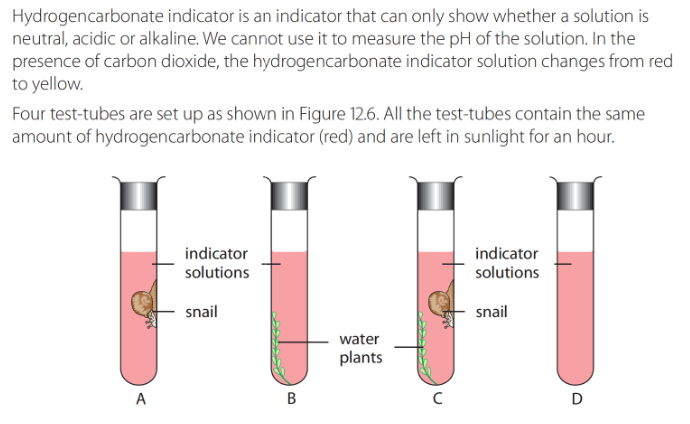 Hydrogencarbonate indicator is an indicator that can only show whether a solution is
neutral, acidic or alkaline. We cannot use it to measure the pH of the solution. In the
presence of carbon dioxide, the hydrogencarbonate indicator solution changes from red
to yellow.
Four test-tubes are set up as shown in Figure 12.6. All the test-tubes contain the same
amount of hydrogencarbonate indicator (red) and are left in sunlight for an hour.
indicator
solutions
indicator
solutions
snail
snail
water
plants
A
B
C
D